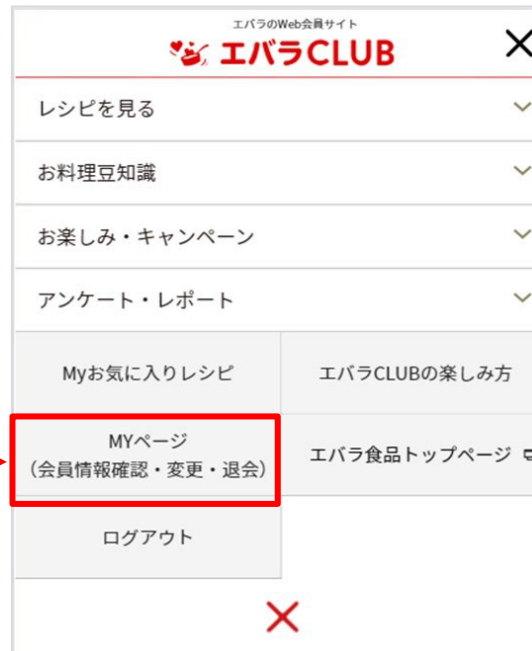 エバラのWeb会員サイト
エバラCLUB
レシピを見る
お料理豆知識
お楽しみ・キャンペーン
アンケート・レポート
Myお気に入りレシピ
エバラCLUBの楽しみ方
MYページ
（会員情報確認・変更・退会）
エバラ食品トップページ
ログアウト